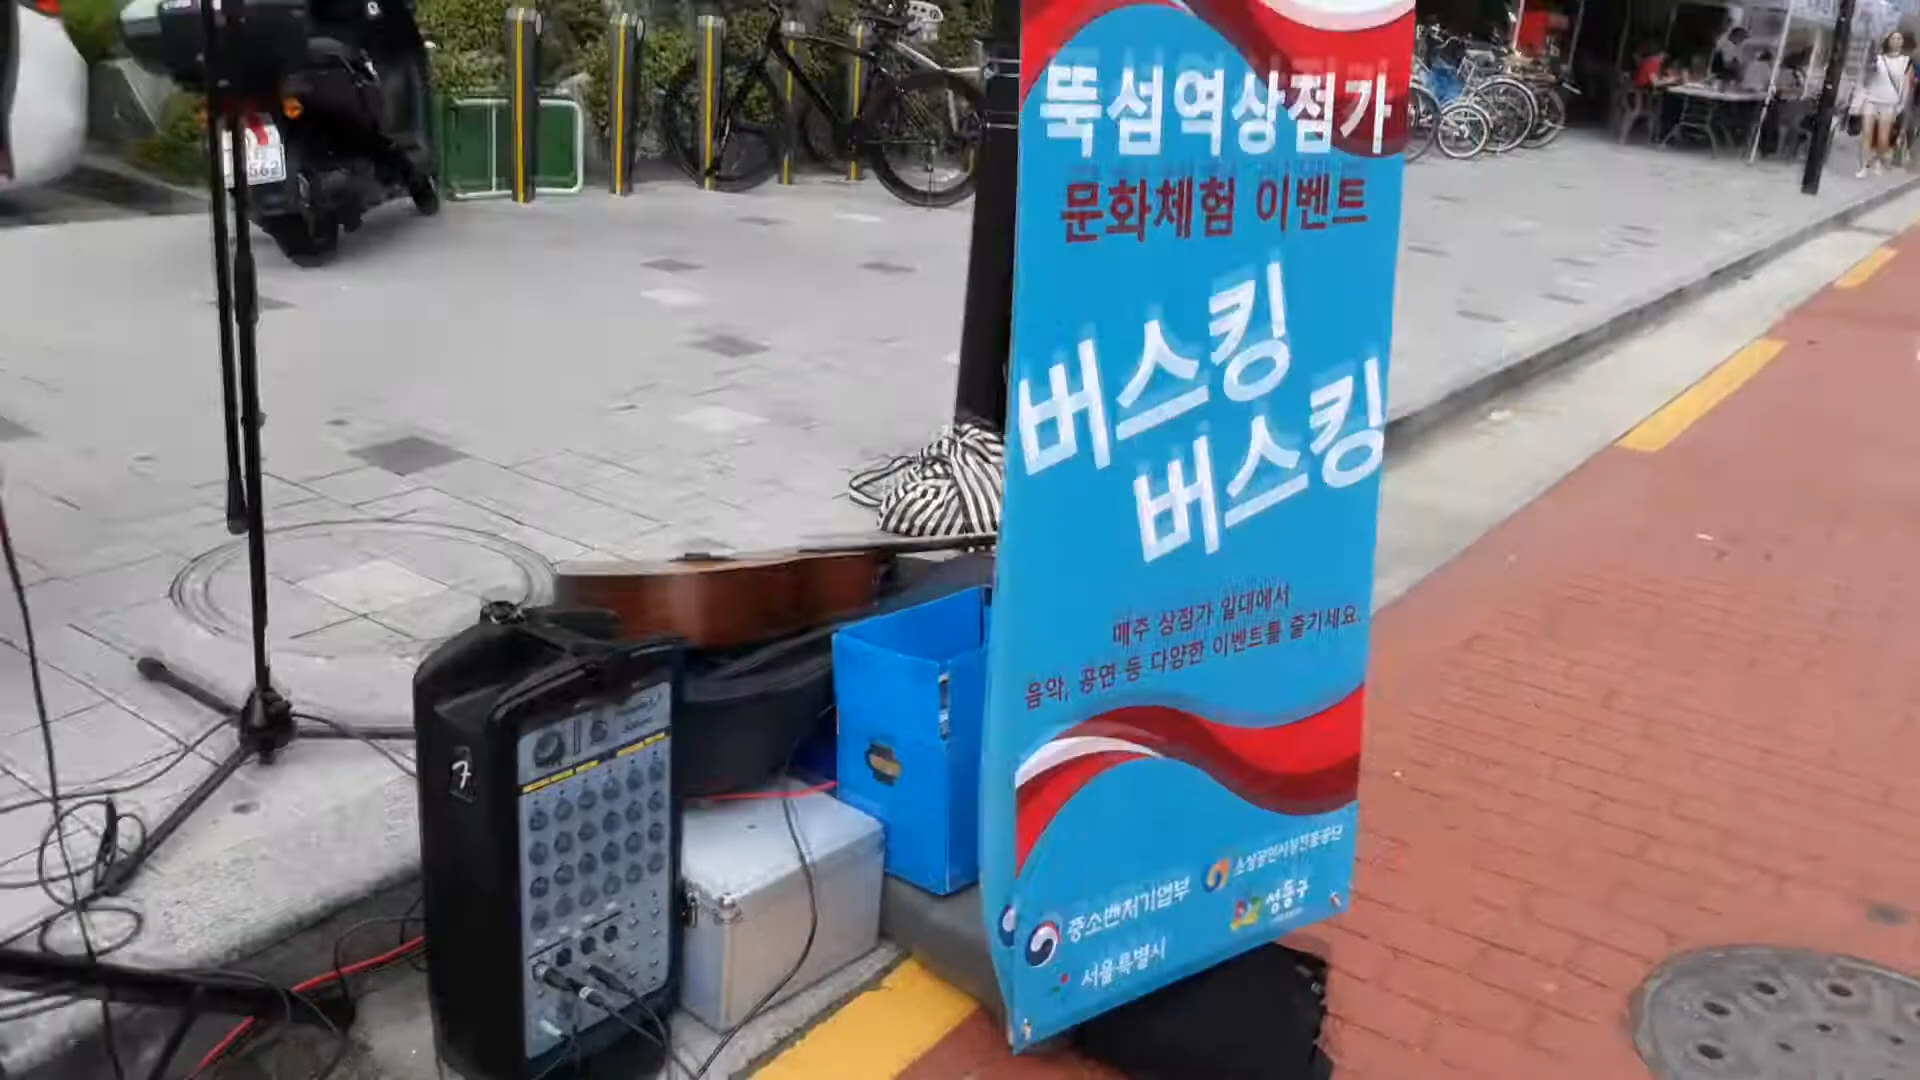 뚝섬역상점가
문화체험 이벤트
버스킹
버스킹
매주 상점가 일대에서
음악, 공연 등 다양한 이벤트를 즐기세요.
중소벤처기업부
소상공인시장진흥공단
서울특별시
성동구